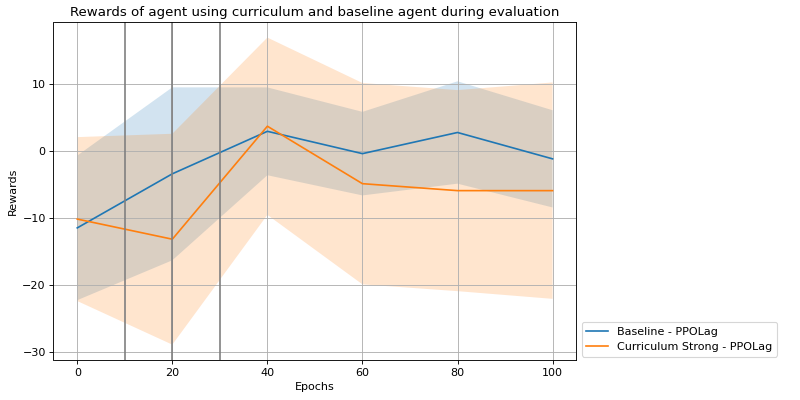 Rewards of agent using curriculum and baseline agent during evaluation
10
0
−10
−20
−30
Rewards
0 20 40 60 80 100
Epochs
Baseline - PPOLag
Curriculum Strong - PPOLag